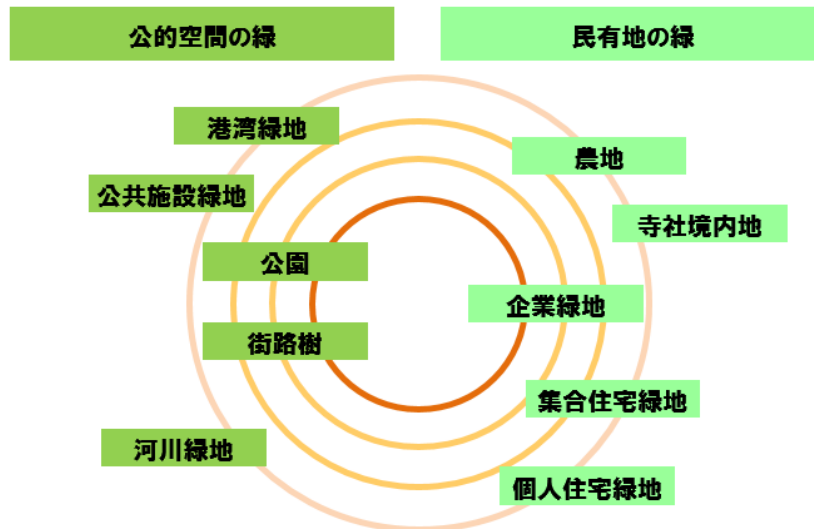 公的空間の緑
民有地の緑
港湾緑地
公共施設緑地
公園
街路樹
河川緑地
農地
寺社境内地
企業緑地
集合住宅緑地
個人住宅緑地